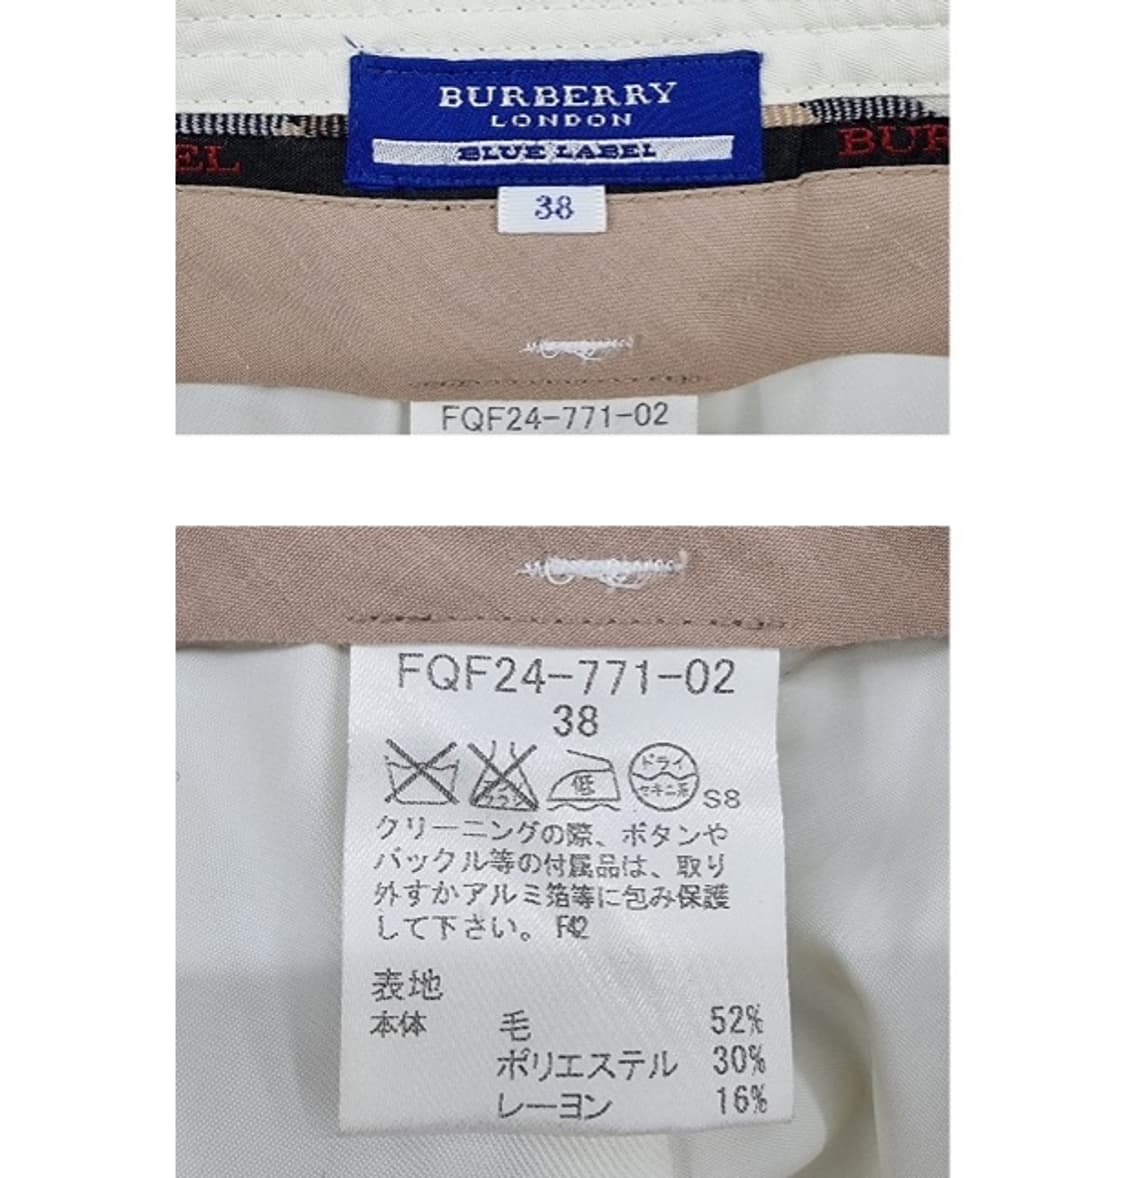 BURBERRY
LONDON
BLUE LABEL
EL
BUR
38
FQF24-771-02
FQF24-771-02
38
低
ドライ
セキユ系
S8
クリーニングの際、ボタンや
バックル等の付属品は、取り
外すかアルミ箔等に包み保護
して下さい。 F42
表地
本体 毛 52%
ポリエステル 30%
レーヨン 16%